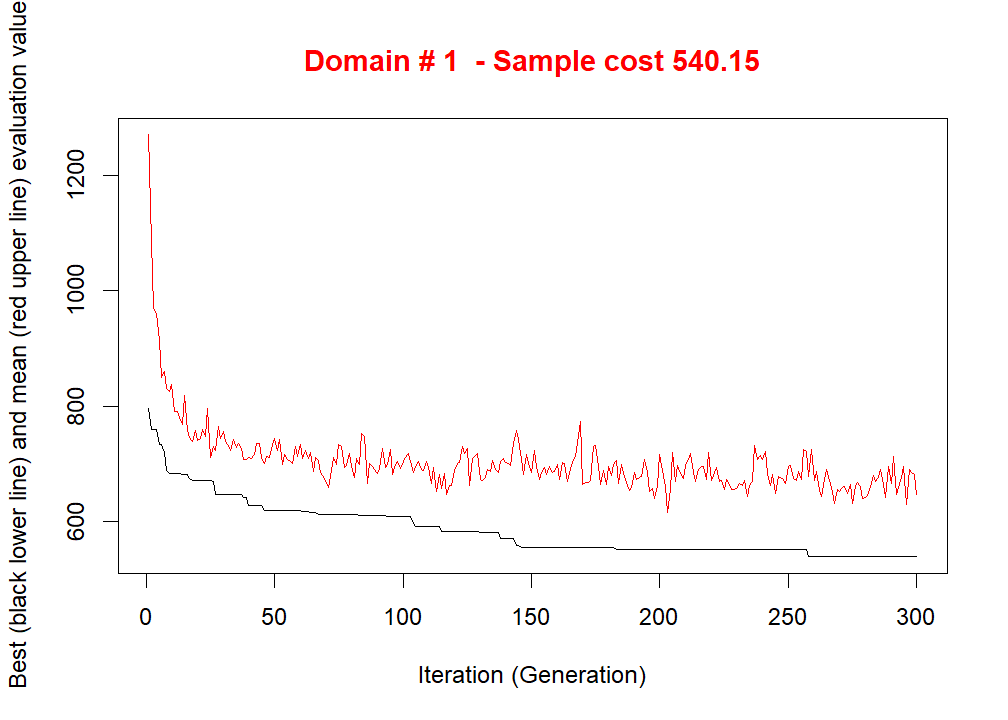 Domain # 1  - Sample cost 540.15
Best (black lower line) and mean (red upper line) evaluation value
1200
1000
800
600
0 50 100 150 200 250 300
Iteration (Generation)